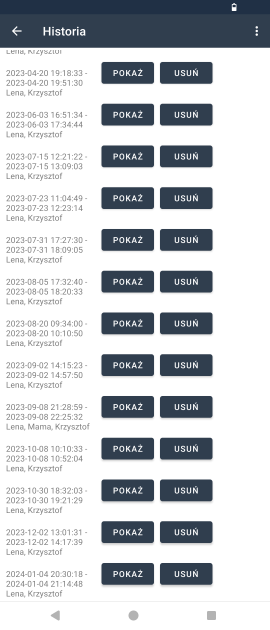 Historia
Lena, Krzysztof
2023-04-20 19:18:33 -
2023-04-20 19:51:30
Lena, Krzysztof
POKAŻ USUŃ
2023-06-03 16:51:34 -
2023-06-03 17:34:44
Lena, Krzysztof
POKAŻ USUŃ
2023-07-15 12:21:22 -
2023-07-15 13:09:03
Lena, Krzysztof
POKAŻ USUŃ
2023-07-23 11:04:49 -
2023-07-23 12:23:14
Lena, Krzysztof
POKAŻ USUŃ
2023-07-31 17:27:30 -
2023-07-31 18:09:05
Lena, Krzysztof
POKAŻ USUŃ
2023-08-05 17:32:40 -
2023-08-05 18:20:33
Lena, Krzysztof
POKAŻ USUŃ
2023-08-20 09:34:00 -
2023-08-20 10:10:50
Lena, Krzysztof
POKAŻ USUŃ
2023-09-02 14:15:23 -
2023-09-02 14:57:50
Lena, Krzysztof
POKAŻ USUŃ
2023-09-08 21:28:59 -
2023-09-08 22:25:32
Lena, Mama, Krzysztof
POKAŻ USUŃ
2023-10-08 10:10:33 -
2023-10-08 10:52:04
Lena, Krzysztof
POKAŻ USUŃ
2023-10-30 18:32:03 -
2023-10-30 19:21:29
Lena, Krzysztof
POKAŻ USUŃ
2023-12-02 13:01:31 -
2023-12-02 14:17:39
Lena, Krzysztof
POKAŻ USUŃ
2024-01-04 20:30:18 -
2024-01-04 21:14:48
Lena, Krzysztof
POKAŻ USUŃ